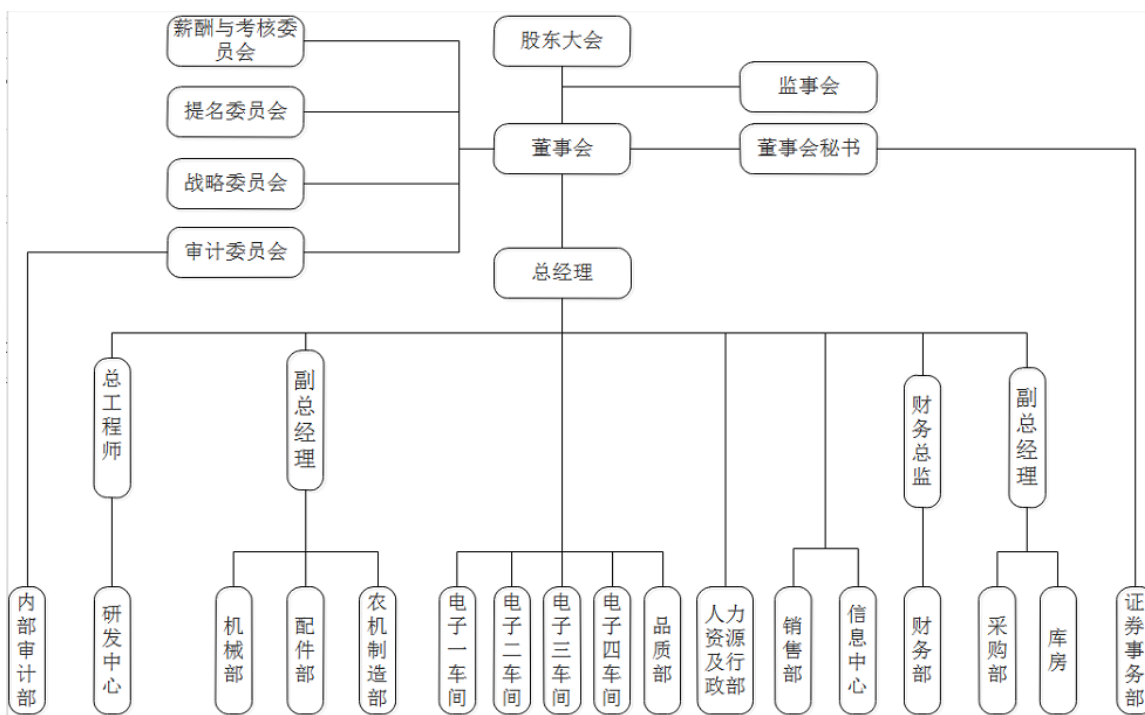 薪酬与考核委
员会
股东大会
监事会
提名委员会
董事会
董事会秘书
战略委员会
审计委员会
总经理
总工程师
副总经理
财务总监
副总经理
内部审计部
研发中心
机械部
配件部
农机制造部
电子一车间
电子二车间
电子三车间
电子四车间
品质部
人力
资源
及行
政部
销售部
信息中心
财务部
采购部
库房
证券事务部